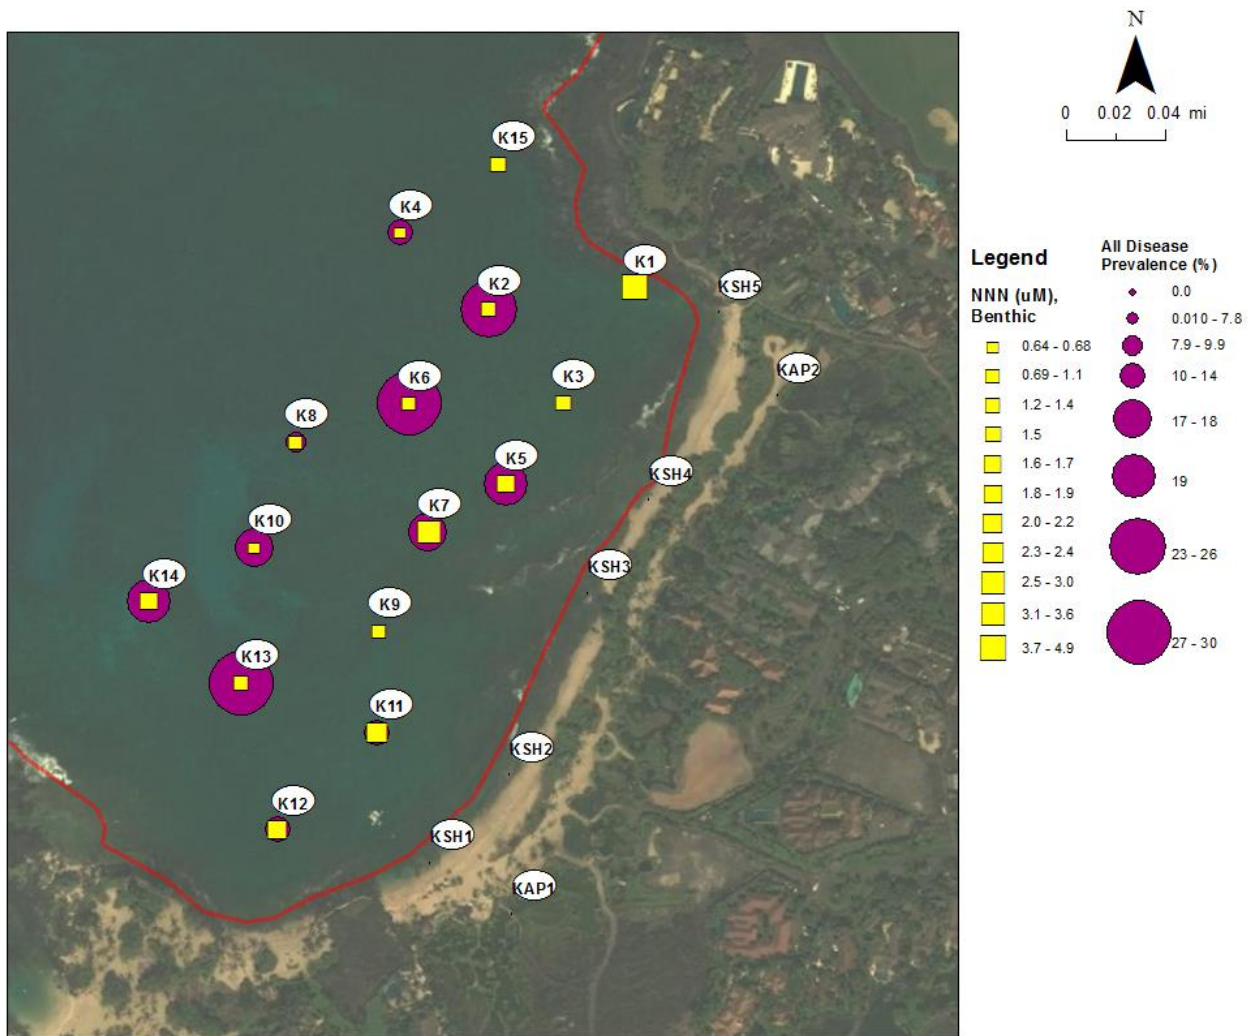 N
0 0.02 0.04 mi
K15
K4
K1
K2
KSH5
K6
K3
KAP2
K8
K5
KSH4
K10
K7
KSH3
K14
K9
K13
K11
KSH2
K12
KSH1
KAP1
Legend
NNN (uM),
Benthic
0.64 - 0.68
0.69 - 1.1
1.2 - 1.4
1.5
1.6 - 1.7
1.8 - 1.9
2.0 - 2.2
2.3 - 2.4
2.5 - 3.0
3.1 - 3.6
3.7 - 4.9
All Disease
Prevalence (%)
0.0
0.010 - 7.8
7.9 - 9.9
10 - 14
17 - 18
19
23 - 26
27 - 30